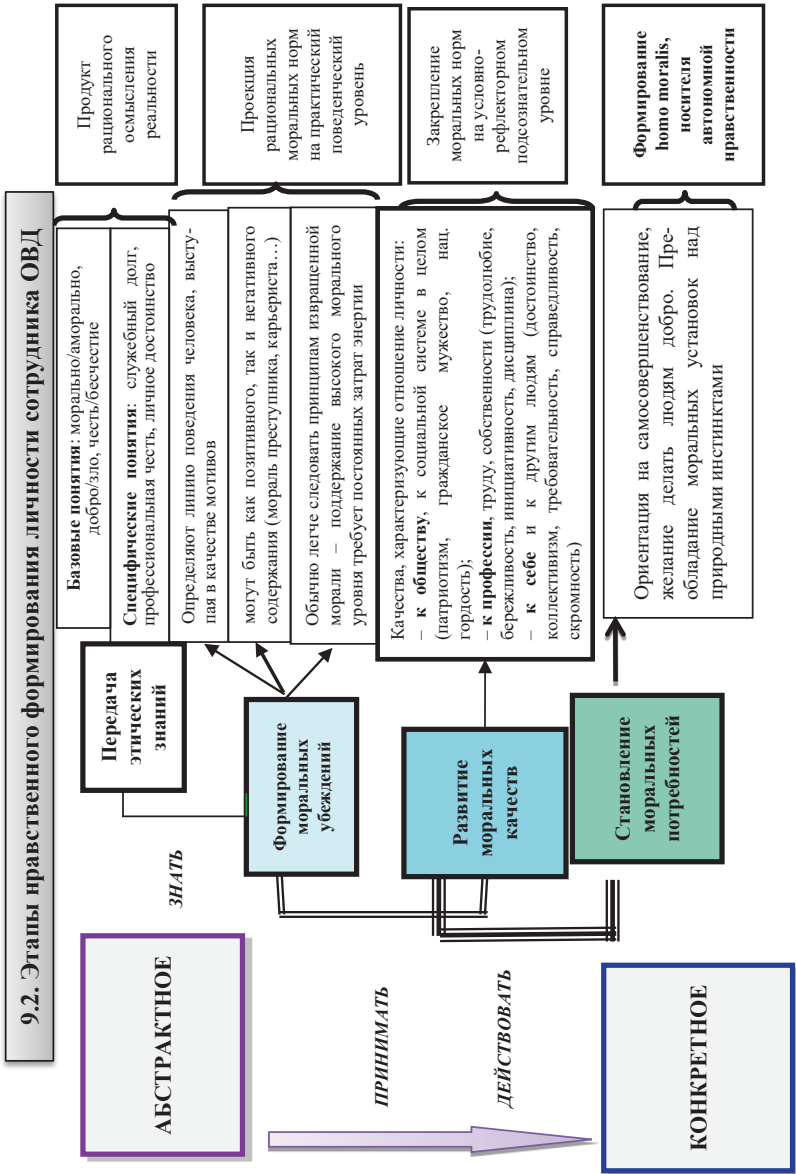 9.2. Этапы нравственного формирования личности сотрудника ОВД
АБСТРАКТНОЕ
ЗНАТЬ
ПРИНИМАТЬ
ДЕЙСТВОВАТЬ
КОНКРЕТНОЕ
Передача
этических
знаний
Базовые понятия: морально/аморально,
добро/зло, честь/бесчестие
Специфические понятия: служебный долг,
профессиональная честь, личное достоинство
Продукт
рационального
осмысления
реальности
Формирование
моральных
убеждений
Определяют линию поведения человека, высту-
пая в качестве мотивов
могут быть как позитивного, так и негативного
содержания (мораль преступника, карьериста…)
Обычно легче следовать принципам извращенной
морали – поддержание высокого морального
уровня требует постоянных затрат энергии
Проекция
рациональных
моральных норм
на практический
поведенческий
уровень
Развитие
моральных
качеств
Качества, характеризующие отношение личности:
– к обществу, к социальной системе в целом
(патриотизм, гражданское мужество, нац.
гордость);
– к профессии, труду, собственности (трудолюбие,
бережливость, инициативность, дисциплина);
– к себе и к другим людям (достоинство,
коллективизм, требовательность, справедливость,
скромность)
Закрепление
моральных норм
на условно-
рефлекторном
подсознательном
уровне
Становление
моральных
потребностей
Ориентация на самосовершенствование,
желание делать людям добро. Пре-
обладание моральных установок над
природными инстинктами
Формирование
homo moralis,
носителя
автономной
нравственности